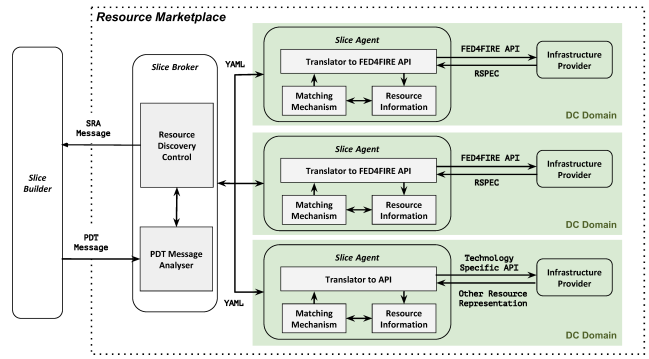 Resource Marketplace
Slice
Builder
SRA
Message
PDT
Message
Slice Broker
Resource
Discovery
Control
PDT Message
Analyser
YAML
YAML
Slice Agent
Translator to FED4FIRE API
Matching
Mechanism
Resource
Information
FED4FIRE API
RSPEC
Infrastructure
Provider
DC Domain
Slice Agent
Translator to FED4FIRE API
Matching
Mechanism
Resource
Information
FED4FIRE API
RSPEC
Infrastructure
Provider
DC Domain
Slice Agent
Translator to API
Matching
Mechanism
Resource
Information
Technology
Specific API
Other Resource
Representation
Infrastructure
Provider
DC Domain